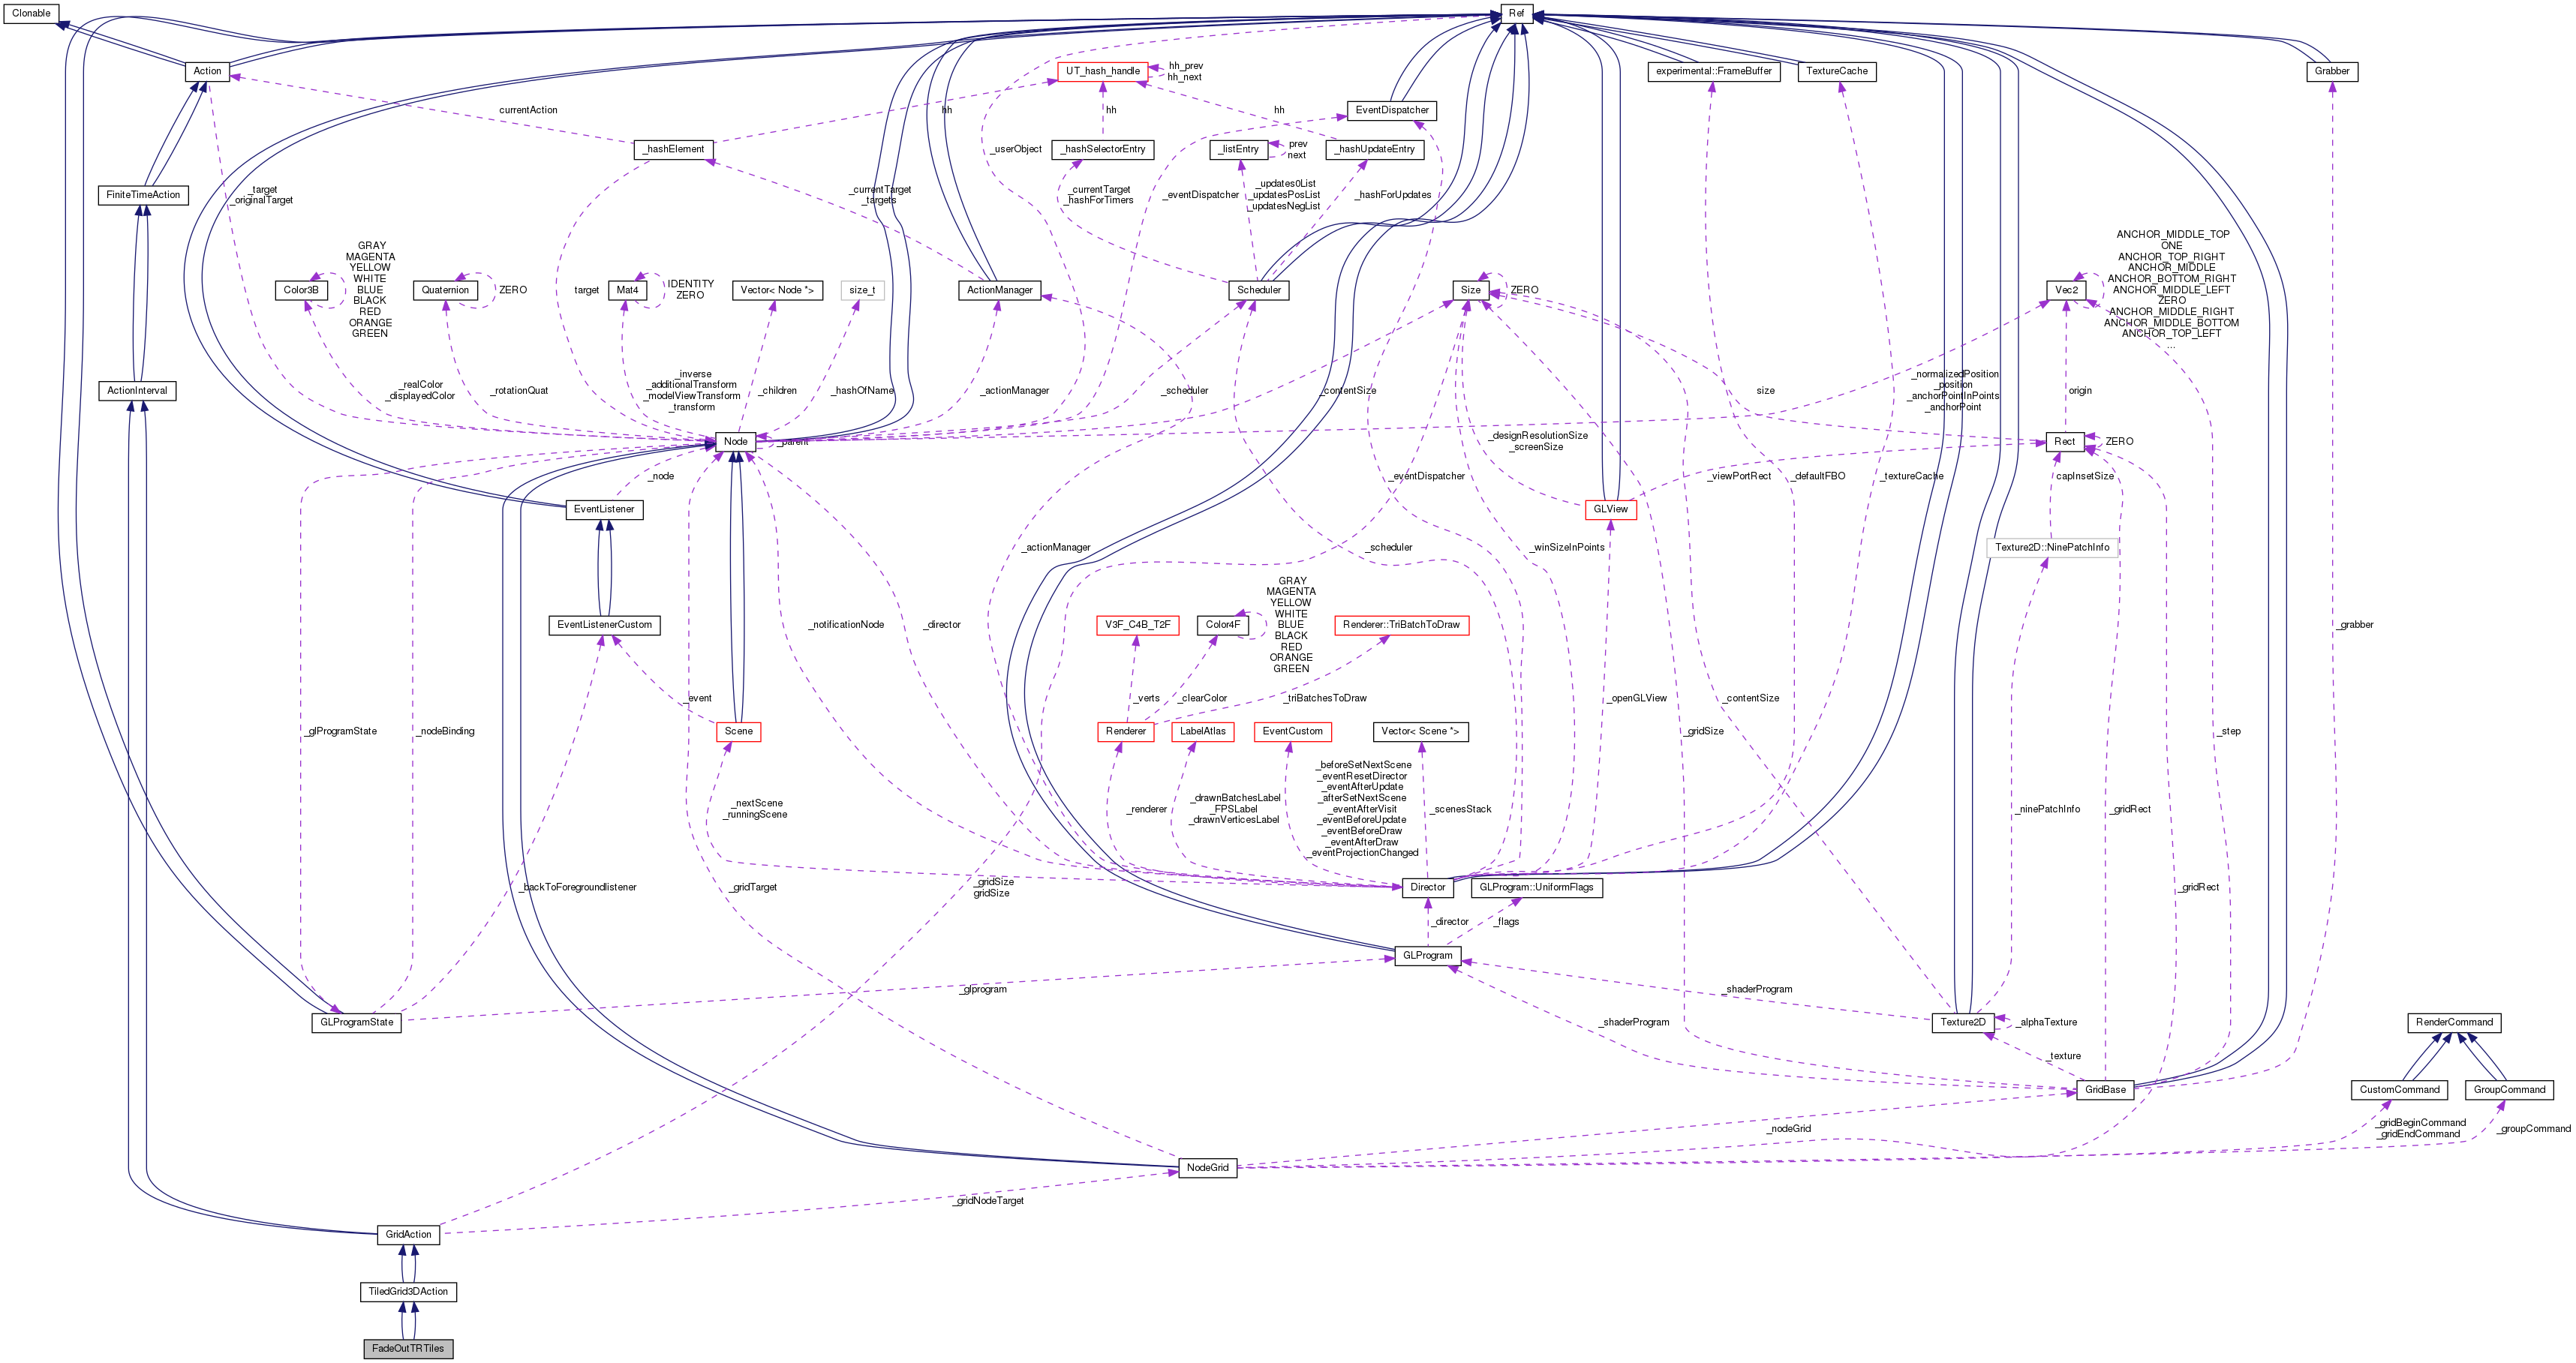 Clonable
Ref
Action
UT_hash_handle
hh_prev
hh_next
experimental::FrameBuffer
TextureCache
Grabber
currentAction
hh
hh
hh
EventDispatcher
_hashElement
_userObject
_hashSelectorEntry
_listEntry
prev
next
_hashUpdateEntry
FiniteTimeAction
_target
_originalTarget
_currentTarget
_targets
_eventDispatcher
_currentTarget
_hashForTimers
_updates0List
_updatesPosList
_updatesNegList
_hashForUpdates
GRAY
MAGENTA
YELLOW
WHITE
BLUE
BLACK
RED
ORANGE
GREEN
ANCHOR_MIDDLE_TOP
ONE
ANCHOR_TOP_RIGHT
ANCHOR_MIDDLE
ANCHOR_BOTTOM_RIGHT
ANCHOR_MIDDLE_LEFT
ZERO
ANCHOR_MIDDLE_RIGHT
ANCHOR_MIDDLE_BOTTOM
ANCHOR_TOP_LEFT
...
Color3B
Quaternion
ZERO
target
Mat4
IDENTITY
ZERO
Vector< Node *>
size_t
ActionManager
Scheduler
Size
ZERO
Vec2
ActionInterval
_realColor
_displayedColor
_rotationQuat
_inverse
_additionalTransform
_modelViewTransform
_transform
_children
_hashOfName
_actionManager
_scheduler
_contentSize
size
_normalizedPosition
_position
_anchorPointInPoints
_anchorPoint
origin
Node
_parent
_designResolutionSize
_screenSize
Rect
ZERO
_node
_eventDispatcher
_viewPortRect
_defaultFBO
_textureCache
capInsetSize
EventListener
GLView
_actionManager
_scheduler
_winSizeInPoints
Texture2D::NinePatchInfo
GRAY
MAGENTA
YELLOW
WHITE
BLUE
BLACK
RED
ORANGE
GREEN
EventListenerCustom
_notificationNode
_director
V3F_C4B_T2F
Color4F
Renderer::TriBatchToDraw
_grabber
_event
_verts
_clearColor
_triBatchesToDraw
_openGLView
_contentSize
_glProgramState
_nodeBinding
Scene
Renderer
LabelAtlas
EventCustom
Vector< Scene *>
_gridSize
_step
_nextScene
_runningScene
_renderer
_drawnBatchesLabel
_FPSLabel
_drawnVerticesLabel
_beforeSetNextScene
_eventResetDirector
_eventAfterUpdate
_afterSetNextScene
_eventAfterVisit
_eventBeforeUpdate
_eventBeforeDraw
_eventAfterDraw
_eventProjectionChanged
_scenesStack
_ninePatchInfo
_gridRect
_backToForegroundlistener
_gridTarget
_gridSize
gridSize
Director
GLProgram::UniformFlags
_gridRect
_director
_flags
GLProgram
_glprogram
_shaderProgram
GLProgramState
_shaderProgram
Texture2D
_alphaTexture
RenderCommand
_texture
GridBase
CustomCommand
GroupCommand
_nodeGrid
_gridBeginCommand
_gridEndCommand
_groupCommand
NodeGrid
_gridNodeTarget
GridAction
TiledGrid3DAction
FadeOutTRTiles